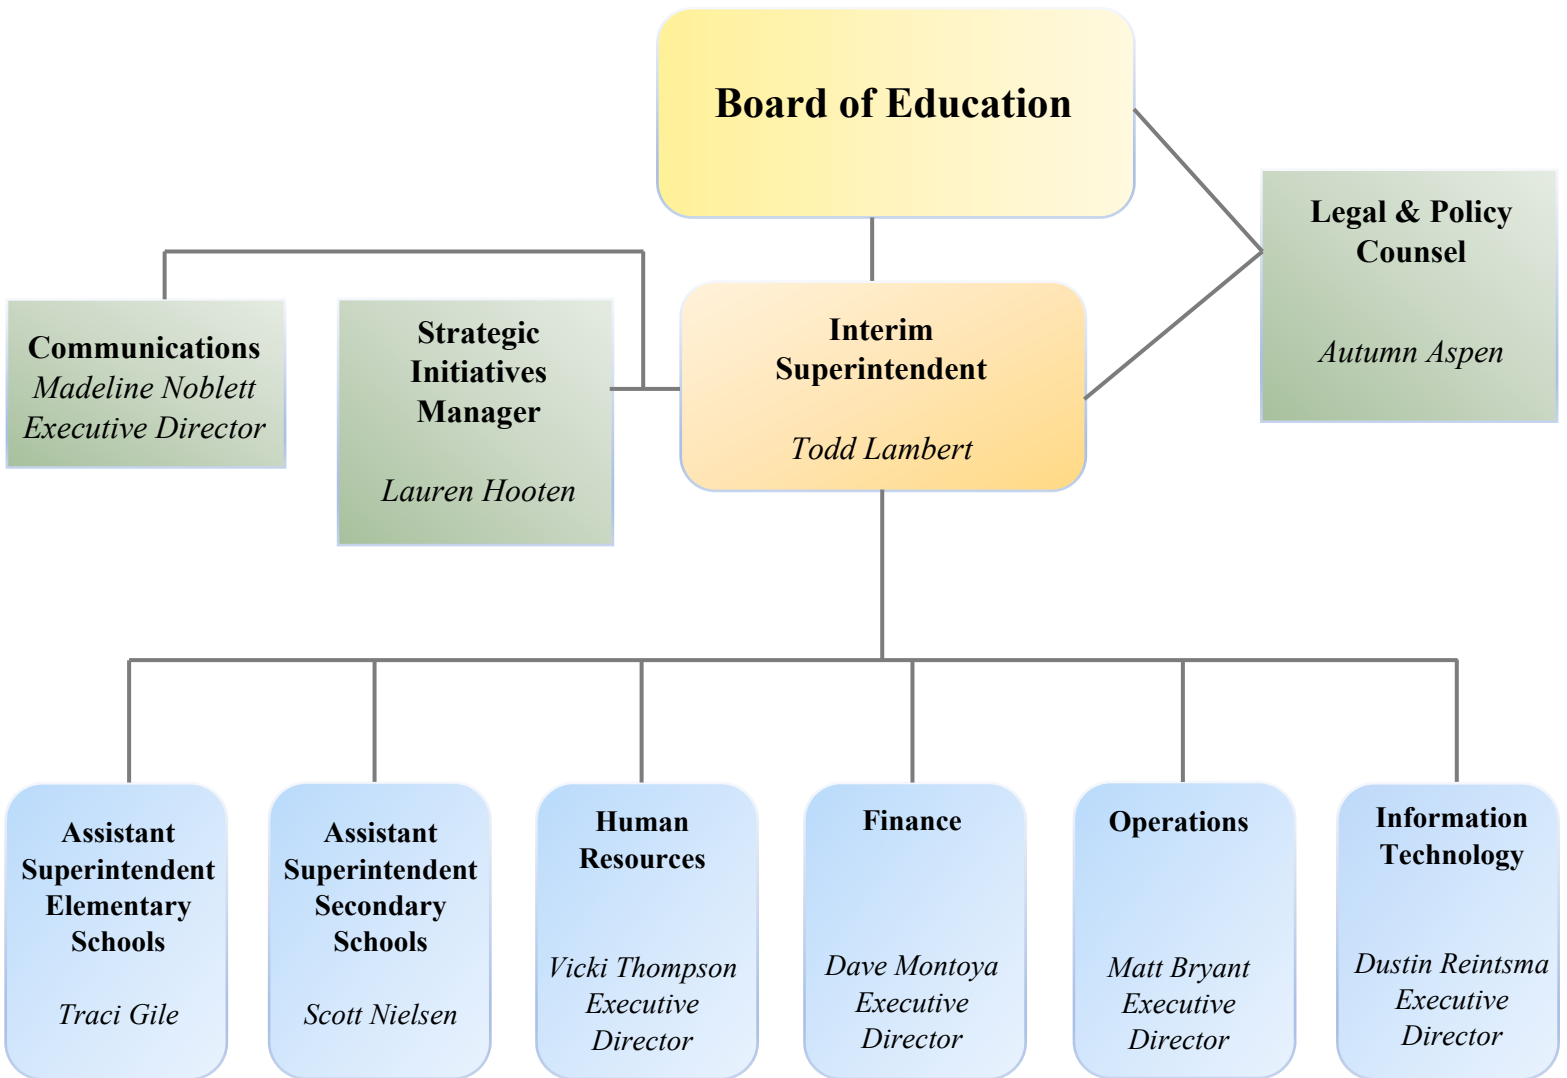 Board of Education
Legal & Policy
Counsel
Autumn Aspen
Communications
Madeline Noblett
Executive Director
Strategic
Initiatives
Manager
Lauren Hooten
Interim
Superintendent
Todd Lambert
Assistant
Superintendent
Elementary
Schools
Traci Gile
Assistant
Superintendent
Secondary
Schools
Scott Nielsen
Human
Resources
Vicki Thompson
Executive
Director
Finance
Dave Montoya
Executive
Director
Operations
Matt Bryant
Executive
Director
Information
Technology
Dustin Reintsma
Executive
Director